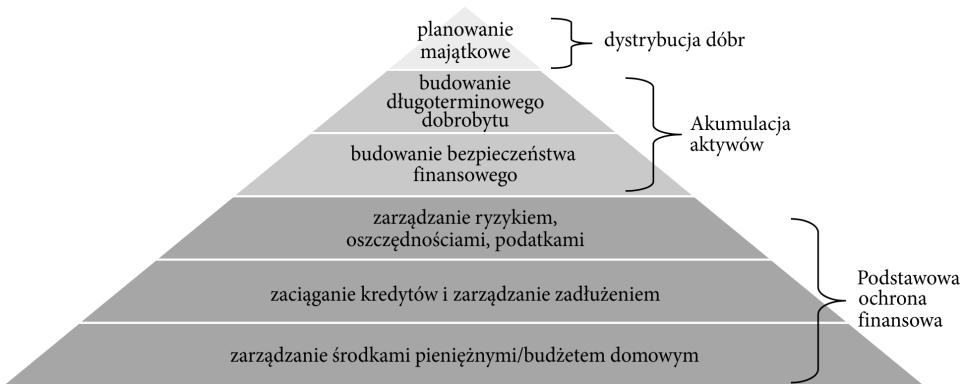 planowanie
majątkowe
dystrybucja dóbr
budowanie
długoterminowego
dobrobytu
Akumulacja
aktywów
budowanie bezpieczeństwa
finansowego
zarządzanie ryzykiem,
oszczędnościami, podatkami
zaciąganie kredytów i zarządzanie zadłużeniem
Podstawowa
ochrona
finansowa
zarządzanie środkami pieniężnymi/budżetem domowym